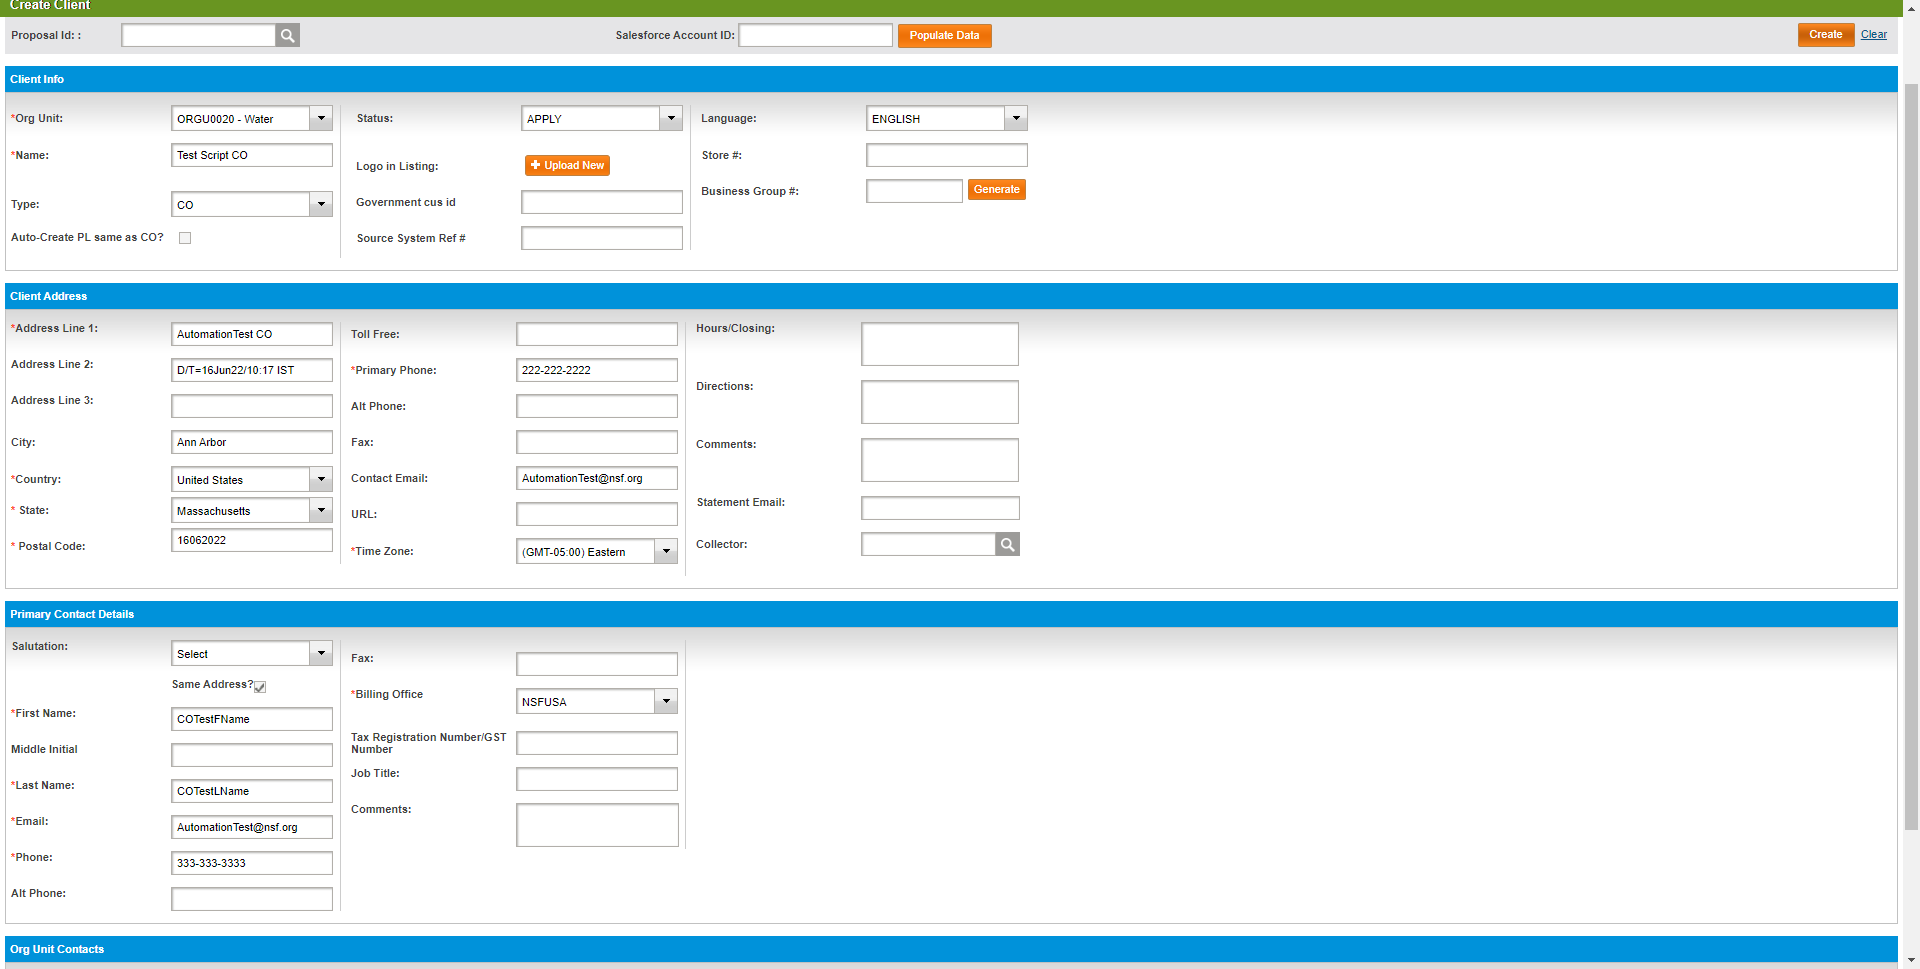 Create Client
Proposal Id: :
Salesforce Account ID:
Populate Data
Create
Clear
Client Info
*Org Unit:
ORGU0020 - Water
*Name:
Test Script CO
Type:
CO
Auto-Create PL same as CO?
Status:
APPLY
Logo in Listing:
+ Upload New
Government cus id
Source System Ref #
Language:
ENGLISH
Store #:
Business Group #:
Generate
Client Address
*Address Line 1:
AutomationTest CO
Address Line 2:
D/T=16Jun22/10:17 IST
Address Line 3:
City:
Ann Arbor
*Country:
United States
* State:
Massachusetts
* Postal Code:
16062022
Toll Free:
*Primary Phone:
222-222-2222
Alt Phone:
Fax:
Contact Email:
AutomationTest@nsf.org
URL:
*Time Zone:
(GMT-05:00) Eastern
Hours/Closing:
Directions:
Comments:
Statement Email:
Collector:
Primary Contact Details
Salutation:
Select
Same Address?
*First Name:
COTestFName
Middle Initial
*Last Name:
COTestLName
*Email:
AutomationTest@nsf.org
*Phone:
333-333-3333
Alt Phone:
Fax:
*Billing Office
NSFUSA
Tax Registration Number/GST
Number
Job Title:
Comments:
Org Unit Contacts